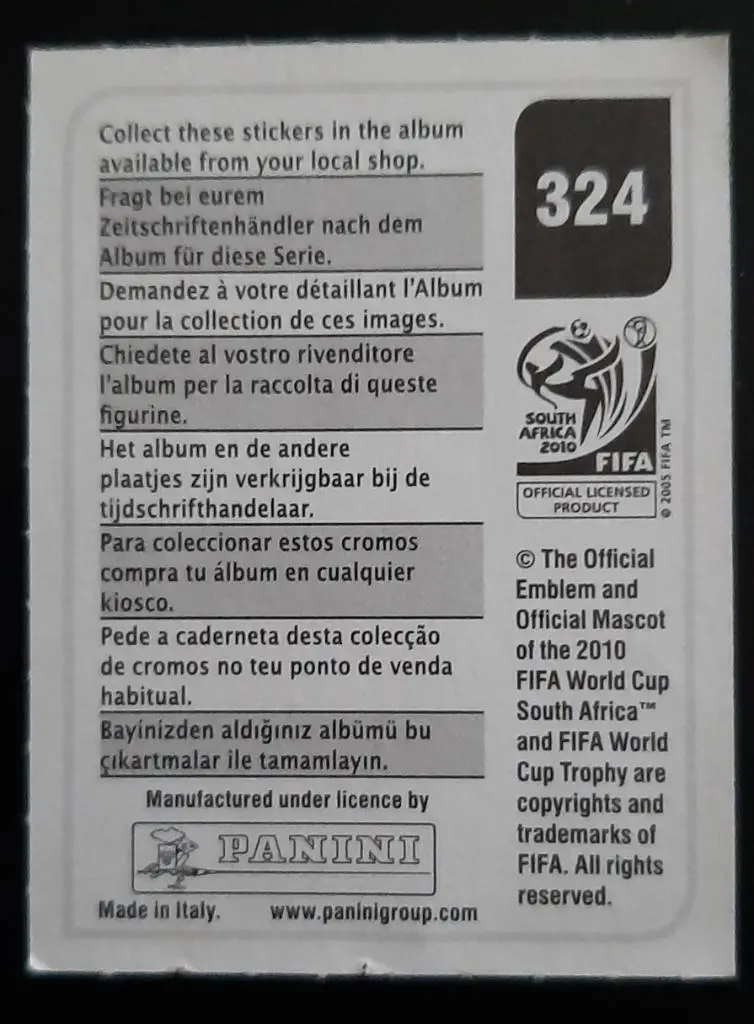 Collect these stickers in the album
available from your local shop.
Fragt bei eurem
Zeitschriftenhändler nach dem
Album für diese Serie.
Demandez à votre détaillant l'Album
pour la collection de ces images.
Chiedete al vostro rivenditore
l'album per la raccolta di queste
figurine.
Het album en de andere
plaatjes zijn verkrijgbaar bij de
tijdschrifthandelaar.
Para coleccionar estos cromos
compra tu álbum en cualquier
kiosco.
Pede a caderneta desta colecção
de cromos no teu ponto de venda
habitual.
Bayinizden aldığınız albümü bu
çıkartmalar ile tamamlayın.
Manufactured under licence by
PANINI
Made in Italy. www.paninigroup.com
324
SOUTH
AFRICA
2010
FIFA
OFFICIAL LICENSED
PRODUCT
© 2005 FIFA TM
© The Official
Emblem and
Official Mascot
of the 2010
FIFA World Cup
South Africa™
and FIFA World
Cup Trophy are
copyrights and
trademarks of
FIFA. All rights
reserved.